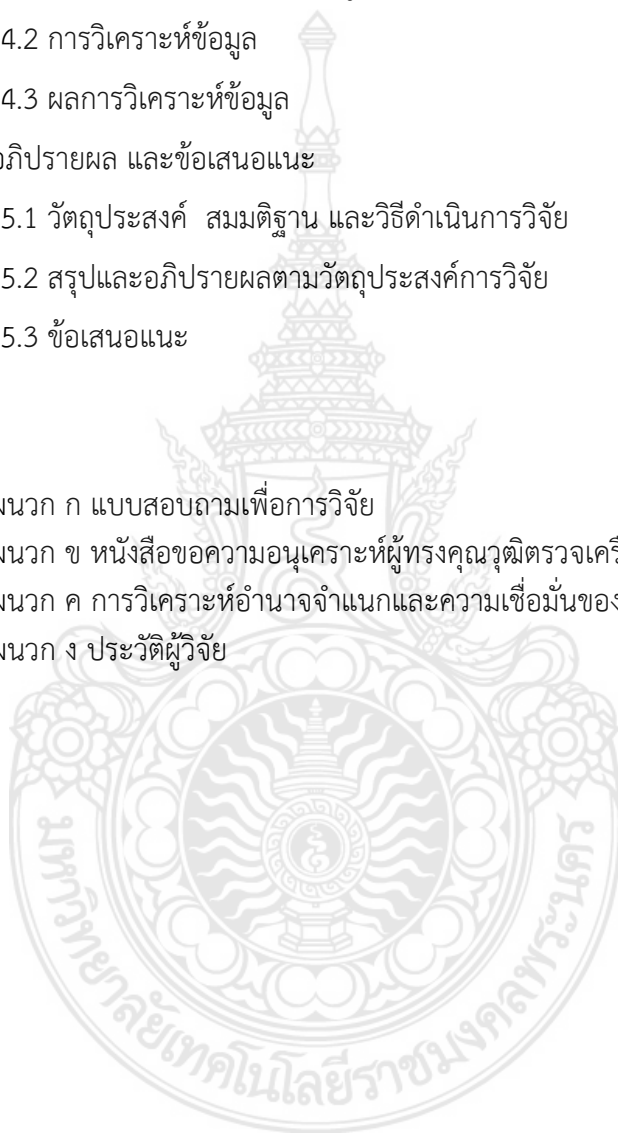 4.2 การวิเคราะห์ข้อมูล
4.3 ผลการวิเคราะห์ข้อมูล
อภิปรายผล และข้อเสนอแนะ
5.1 วัตถุประสงค์ สมมติฐาน และวิธีดำเนินการวิจัย
5.2 สรุปและอภิปรายผลตามวัตถุประสงค์การวิจัย
5.3 ข้อเสนอแนะ
ผนวก ก แบบสอบถามเพื่อการวิจัย
ผนวก ข หนังสือขอความอนุเคราะห์ผู้ทรงคุณวุฒิตรวจเครื
ผนวก ค การวิเคราะห์อำนาจจำแนกและความเชื่อมั่นของ
ผนวก ง ประวัติผู้วิจัย
มหาวิทยาลัยเทคโนโลยีราชมงคลพระนคร